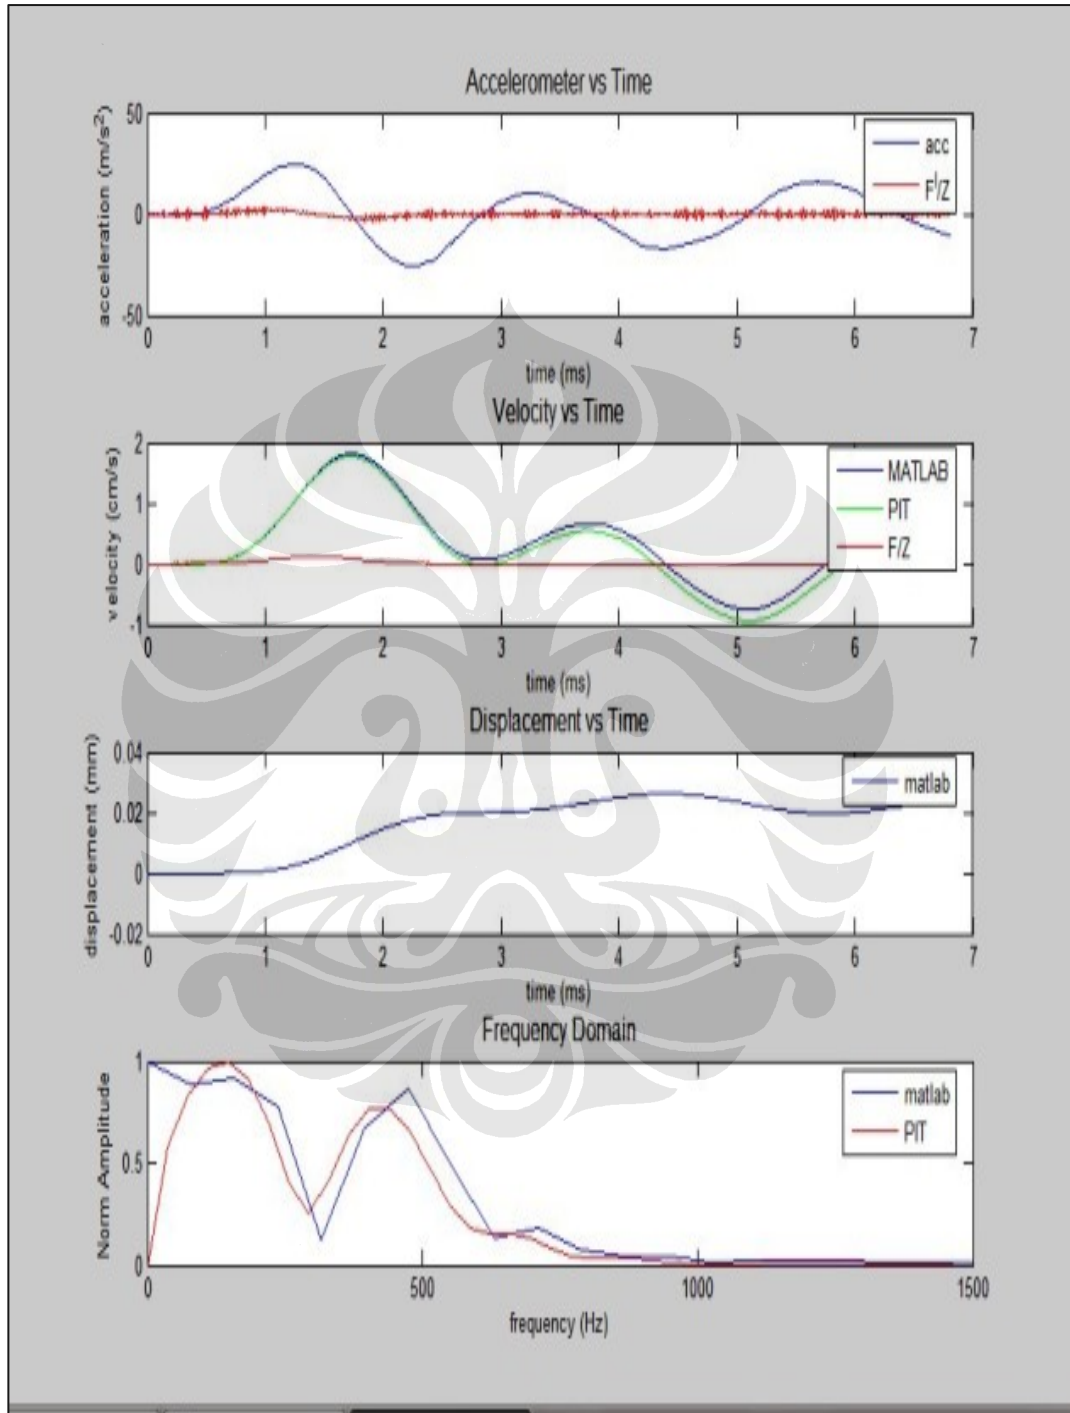 Accelerometer vs Time
acceleration (m/s²)
50
0
-50
acc
F|/Z
0 1 2 3 4 5 6 7
time (ms)
Velocity vs Time
velocity (cm/s)
2
1
0
-1
MATLAB
PIT
F/Z
0 1 2 3 4 5 6 7
time (ms)
Displacement vs Time
displacement (mm)
0.04
0.02
0
-0.02
matlab
0 1 2 3 4 5 6 7
time (ms)
Frequency Domain
Norm Amplitude
1
0.5
0
matlab
PIT
0 500 1000 1500
frequency (Hz)